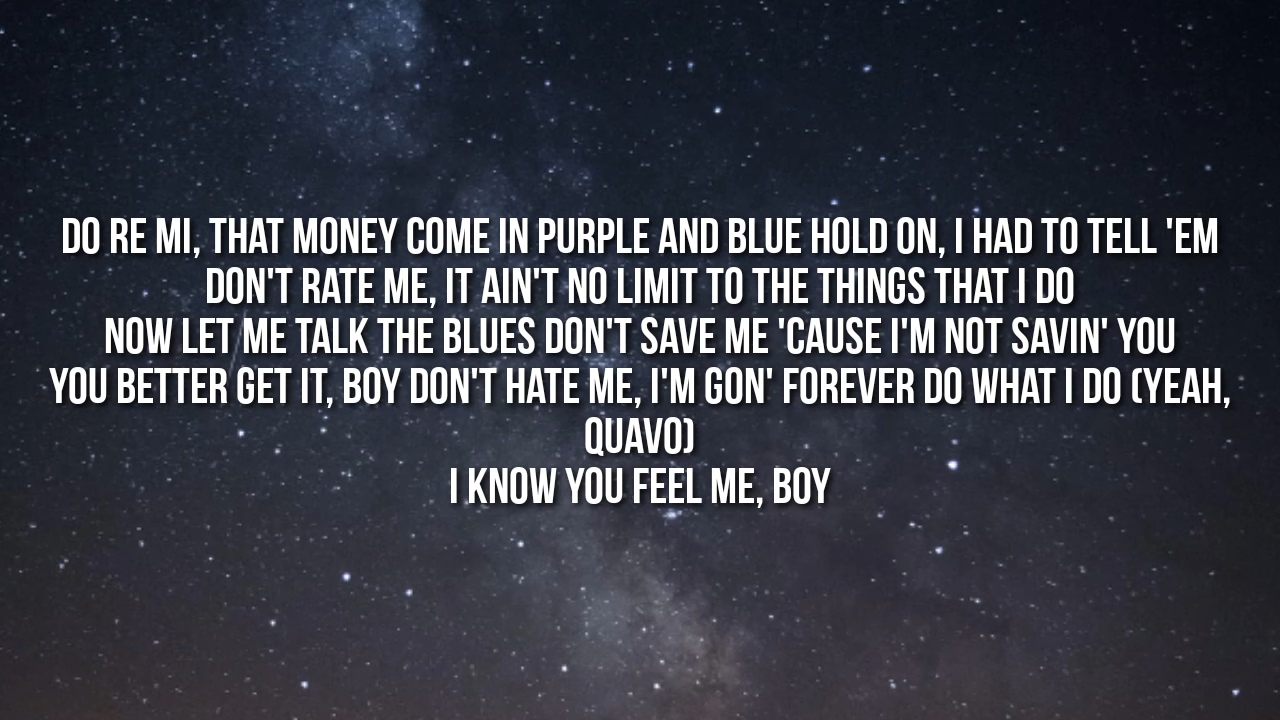 DO RE MI, THAT MONEY COME IN PURPLE AND BLUE HOLD ON, I HAD TO TELL 'EM
DON'T RATE ME, IT AIN'T NO LIMIT TO THE THINGS THAT I DO
NOW LET ME TALK THE BLUES DON'T SAVE ME 'CAUSE I'M NOT SAVIN' YOU
YOU BETTER GET IT, BOY DON'T HATE ME, I'M GON' FOREVER DO WHAT I DO (YEAH,
QUAVO)
I KNOW YOU FEEL ME, BOY